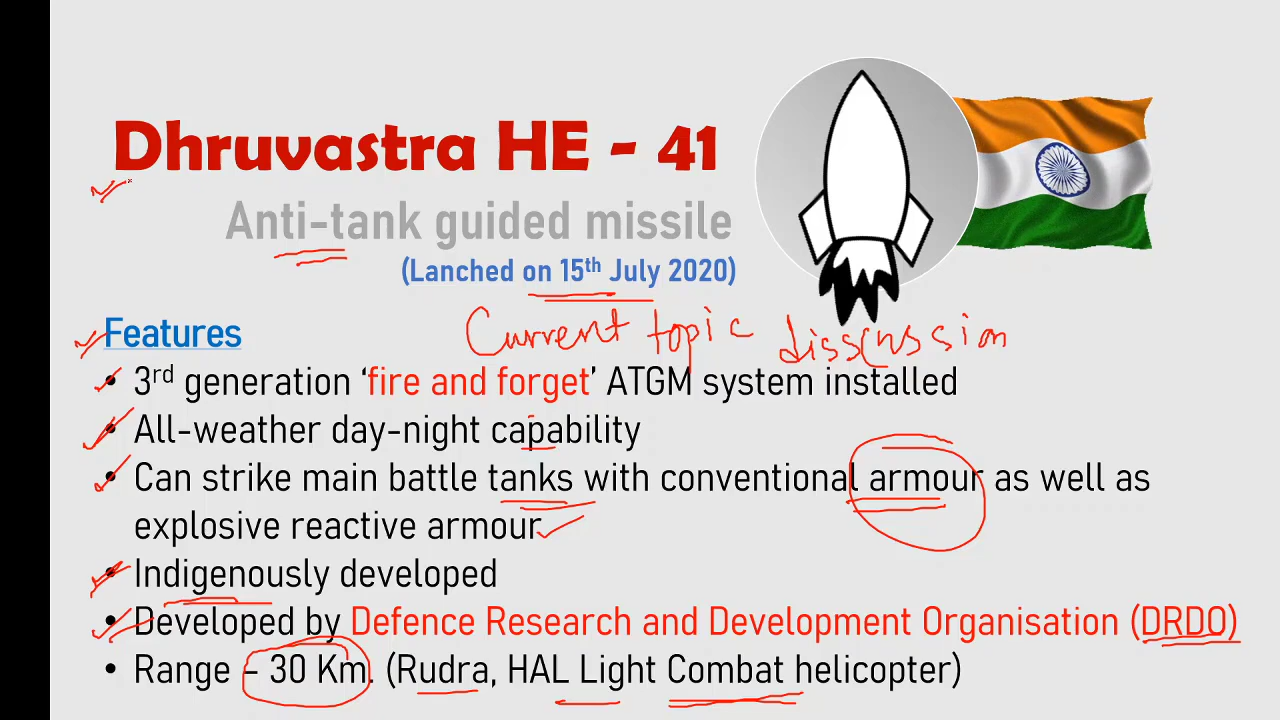 Dhruvastra HE - 41
Anti-tank guided missile
(Lanched on 15th July 2020)
Features
Current topic disscussion
• 3rd generation ‘fire and forget’ ATGM system installed
• All-weather day-night capability
• Can strike main battle tanks with conventional armour as well as
explosive reactive armour
• Indigenously developed
• Developed by Defence Research and Development Organisation (DRDO)
• Range – 30 Km. (Rudra, HAL Light Combat helicopter)